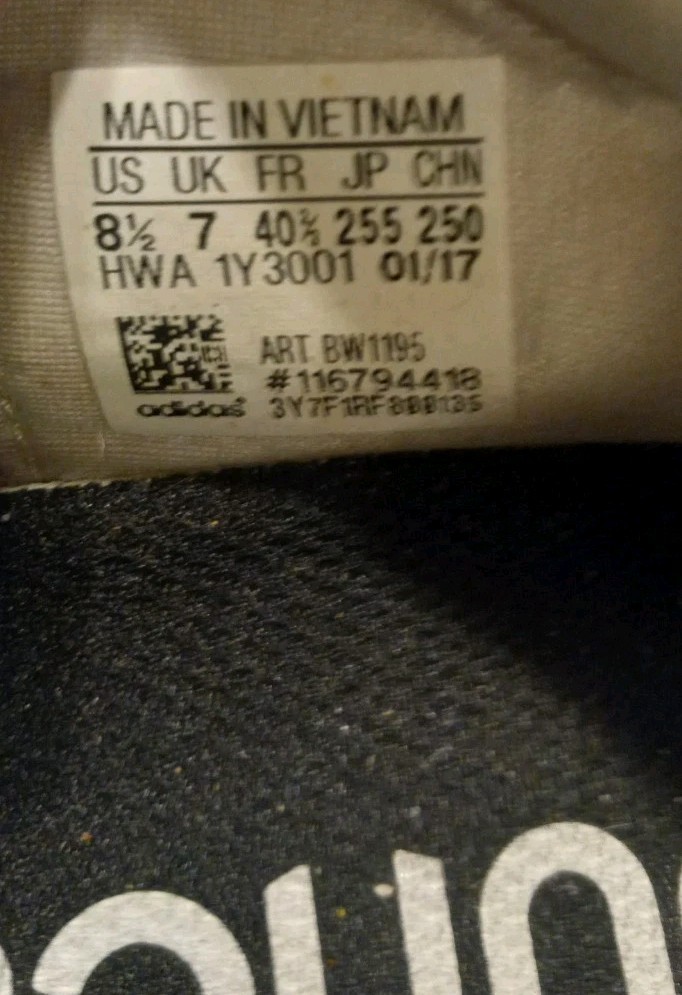 MADE IN VIETNAM
US UK FR JP CHN
8½ 7 40⅔ 255 250
HWA 1Y3001 01/17
ART. BW1195
#116794418
adidas